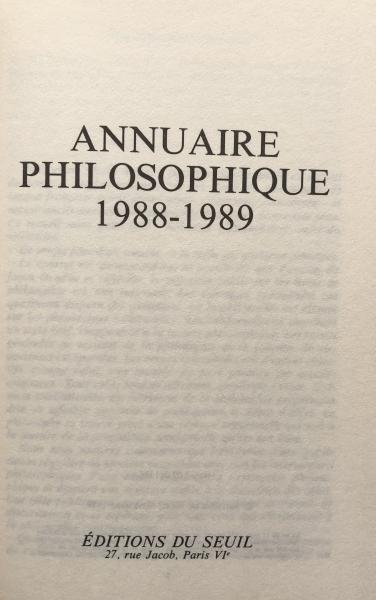 ANNUAIRE
PHILOSOPHIQUE
1988-1989
ÉDITIONS DU SEUIL
27, rue Jacob, Paris VIᵉ